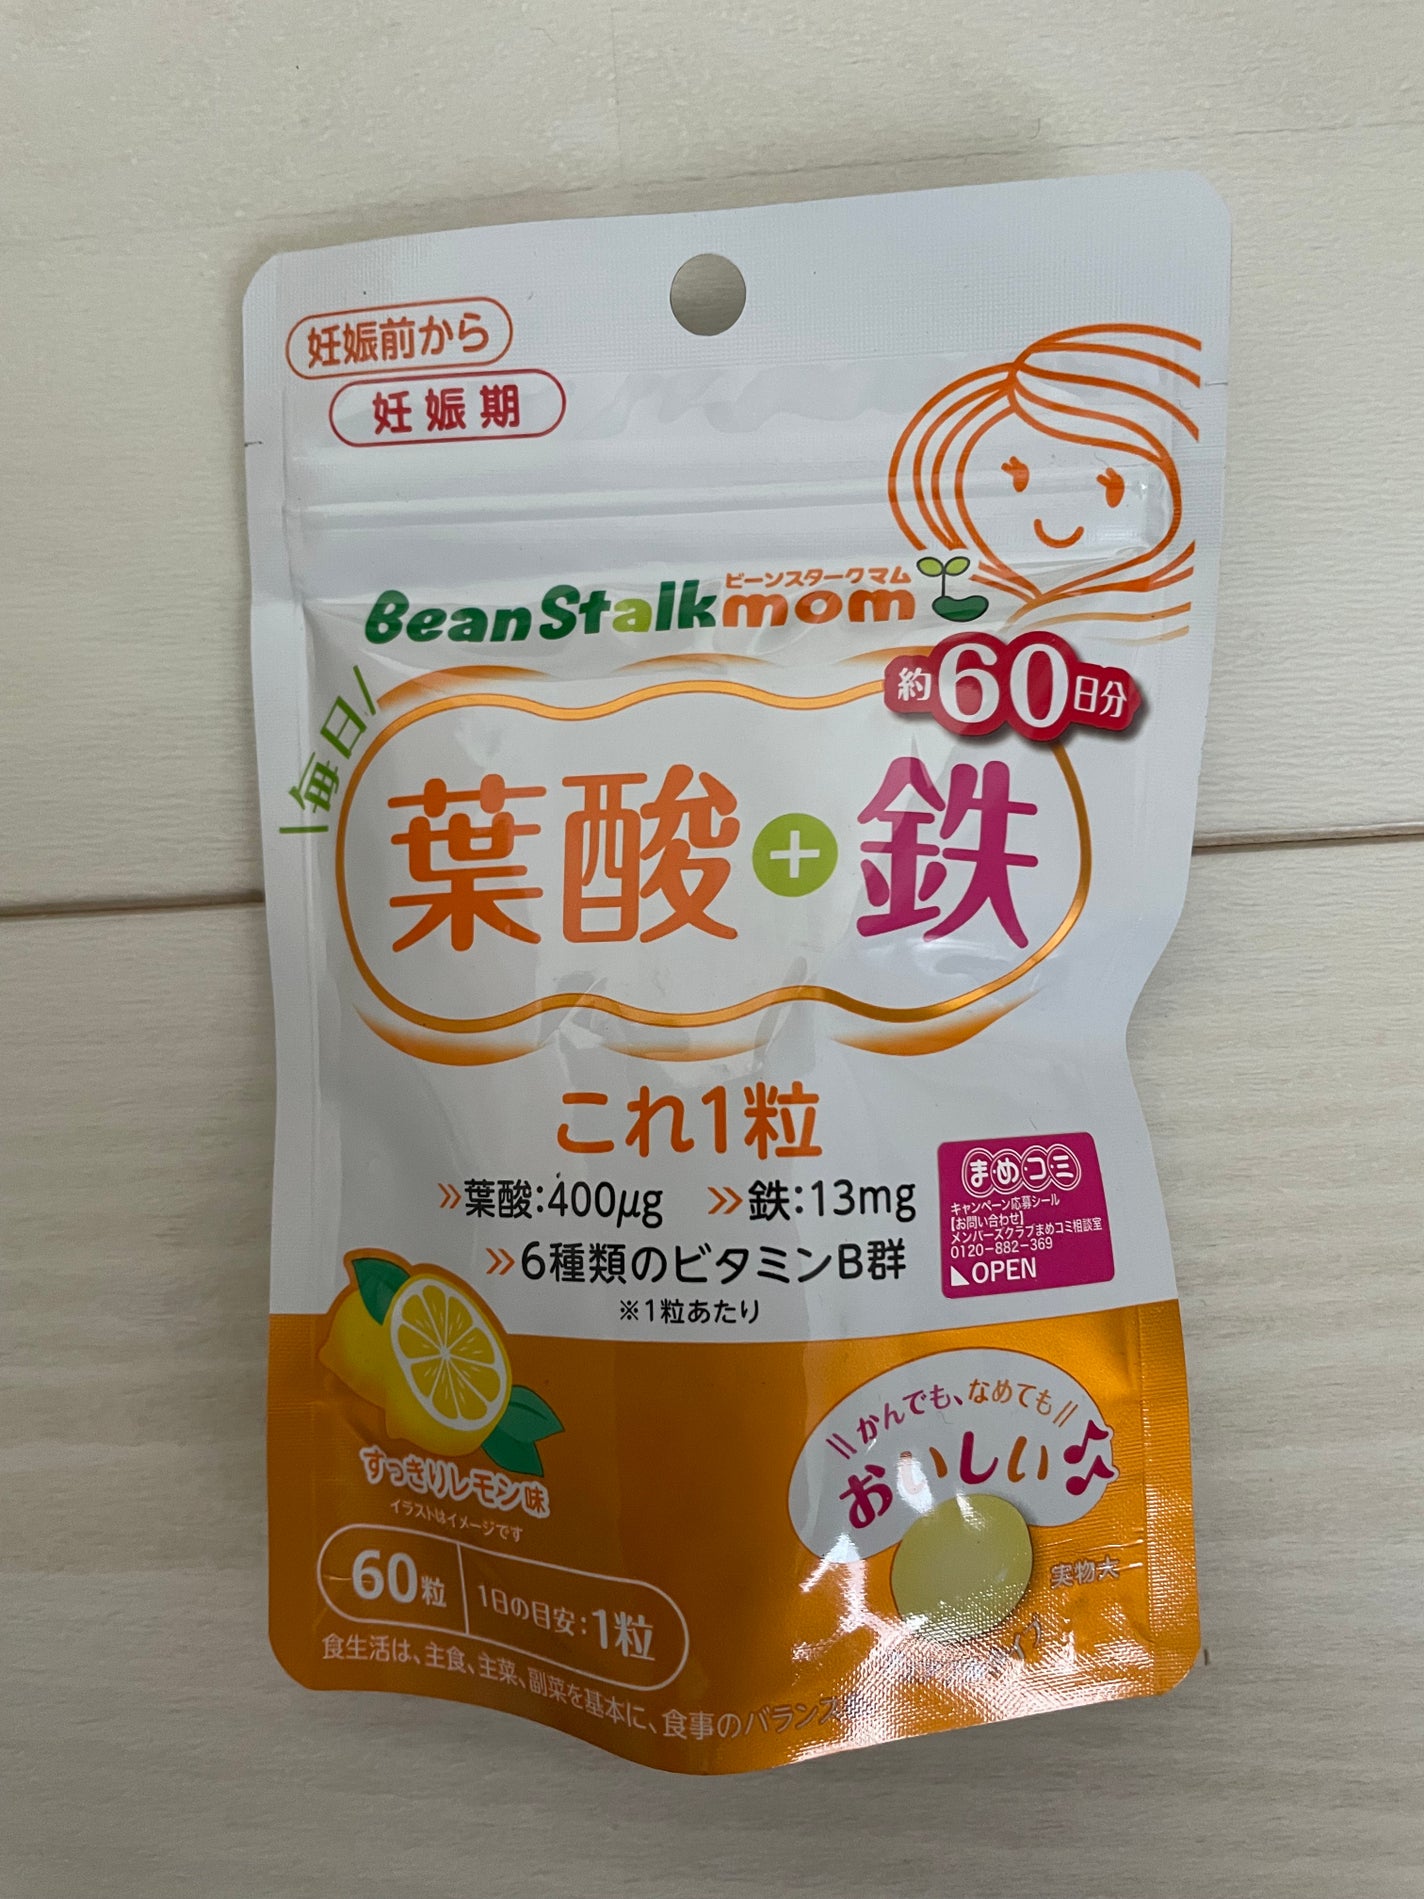 妊娠前から
妊娠期
ビーンスタークマム
BeanStalkmom
約60日分
毎日
葉酸+鉄
これ1粒
»葉酸:400μg »鉄:13mg
»6種類のビタミンB群
※1粒あたり
まめコミ
キャンペーン応募シール
【お問い合わせ】
メンバーズクラブまめコミ相談室
0120-882-369
OPEN
かんでも、なめても
おいしい
すっきりレモン味
イラストはイメージです
実物大
60粒 1日の目安:1粒
食生活は、主食、主菜、副菜を基本に、食事のバランス